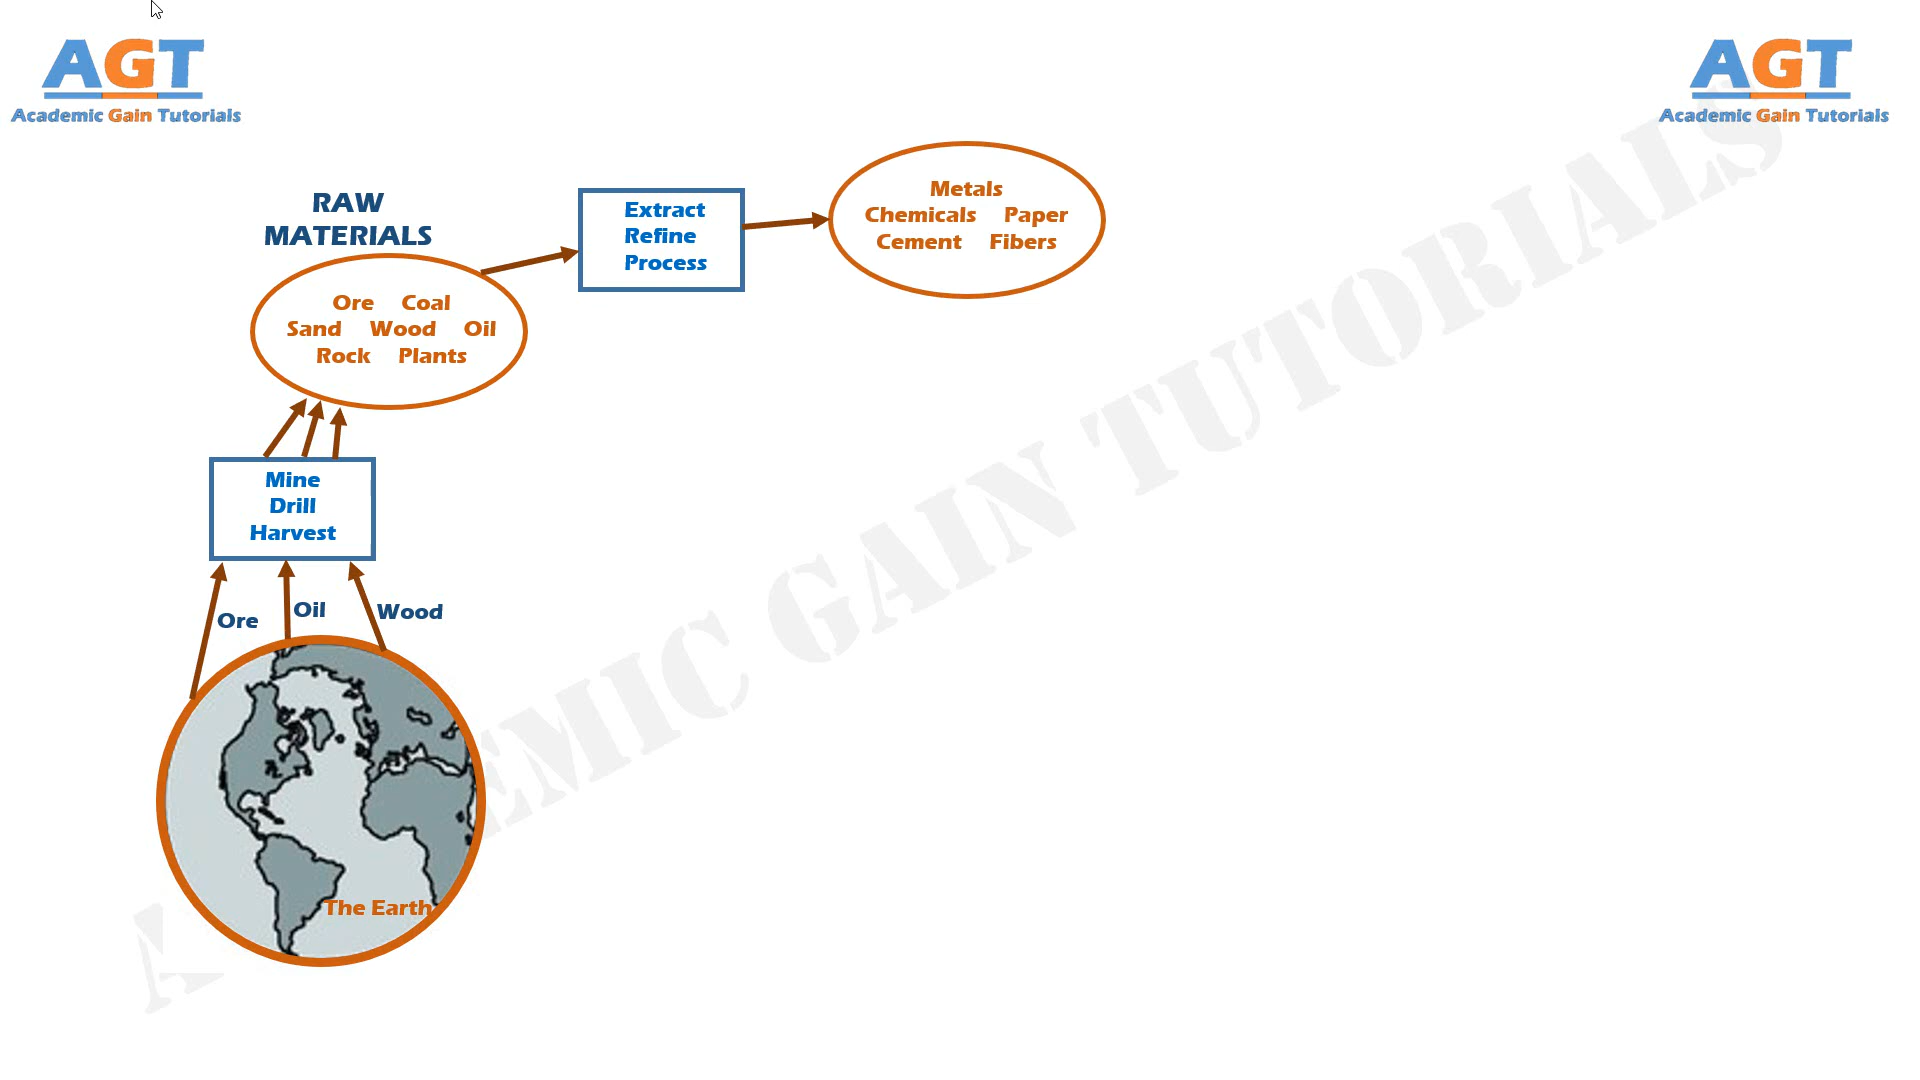 AGT
Academic Gain Tutorials
AGT
Academic Gain Tutorials
RAW
MATERIALS
Extract
Refine
Process
Metals
Chemicals Paper
Cement Fibers
Ore Coal
Sand Wood Oil
Rock Plants
Mine
Drill
Harvest
Ore
Oil
Wood
The Earth
A EMIC GAIN TUTORIALS